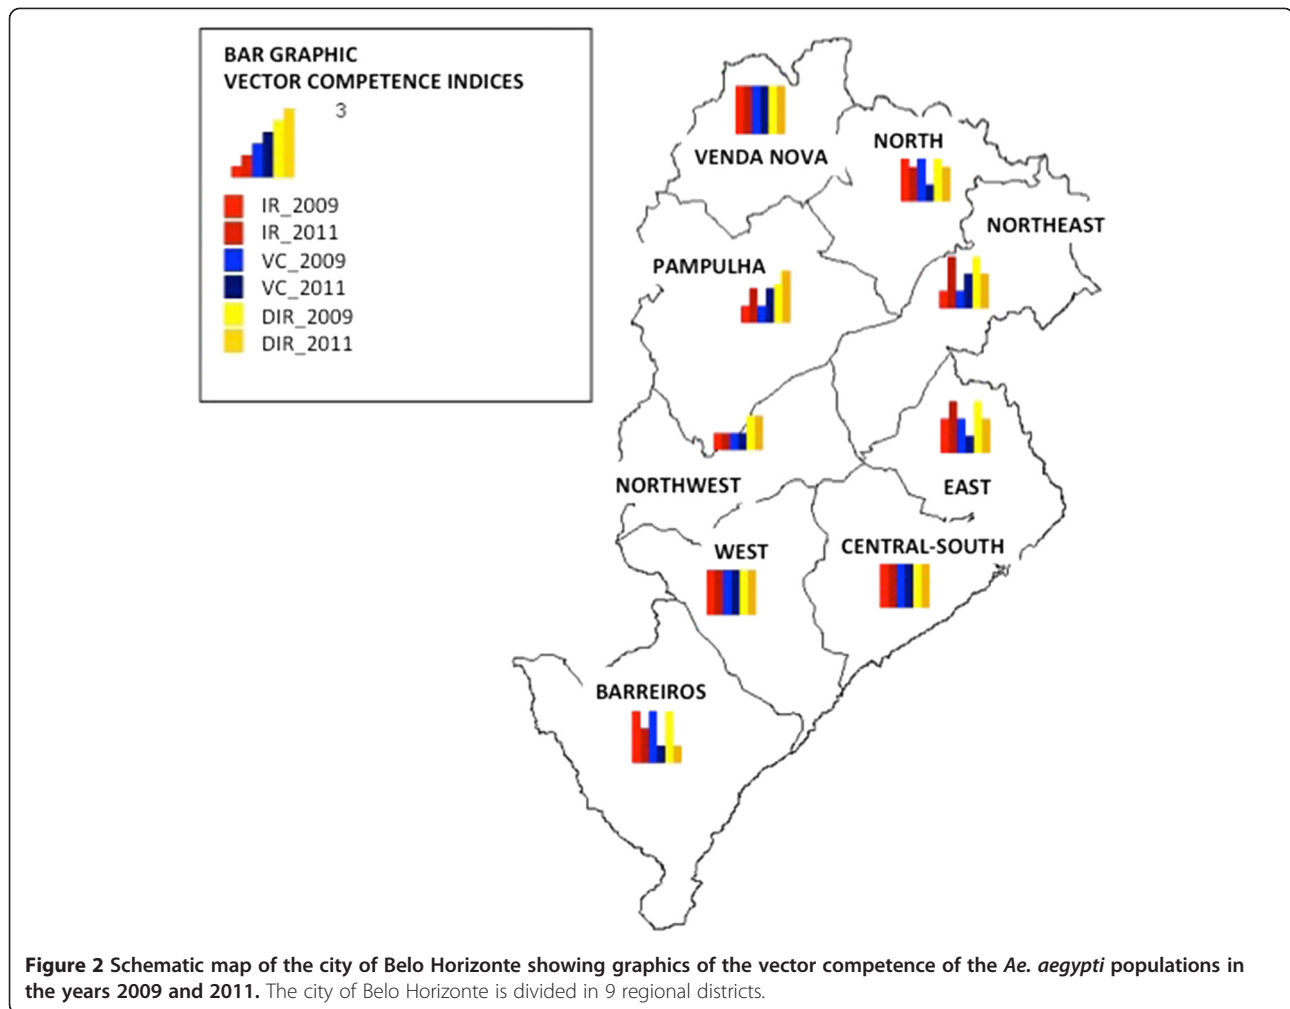 BAR GRAPHIC
VECTOR COMPETENCE INDICES
3
IR_2009
IR_2011
VC_2009
VC_2011
DIR_2009
DIR_2011
VENDA NOVA
NORTH
NORTHEAST
PAMPULHA
NORTHWEST
EAST
WEST
CENTRAL-SOUTH
BARREIROS
Figure 2 Schematic map of the city of Belo Horizonte showing graphics of the vector competence of the Ae. aegypti populations in
the years 2009 and 2011. The city of Belo Horizonte is divided in 9 regional districts.